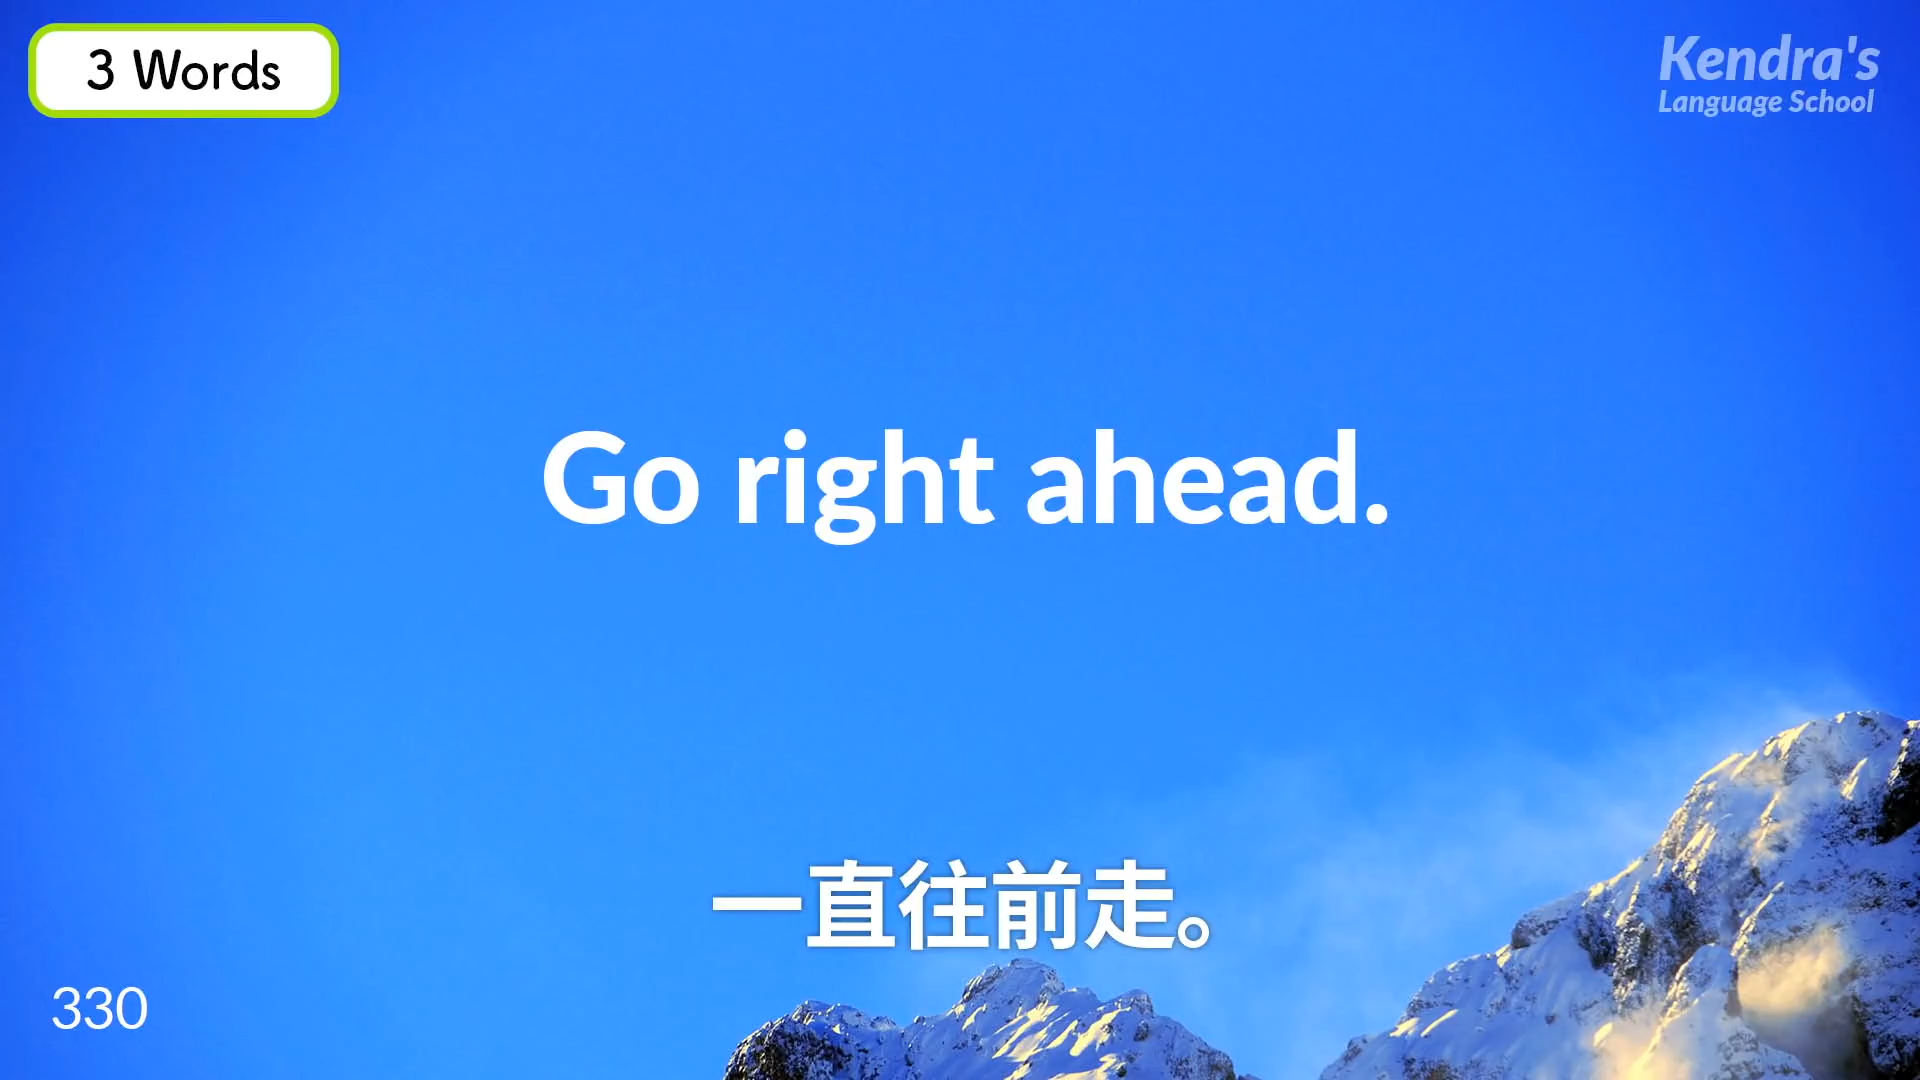 3 Words
Kendra's
Language School
Go right ahead.
一直往前走。
330